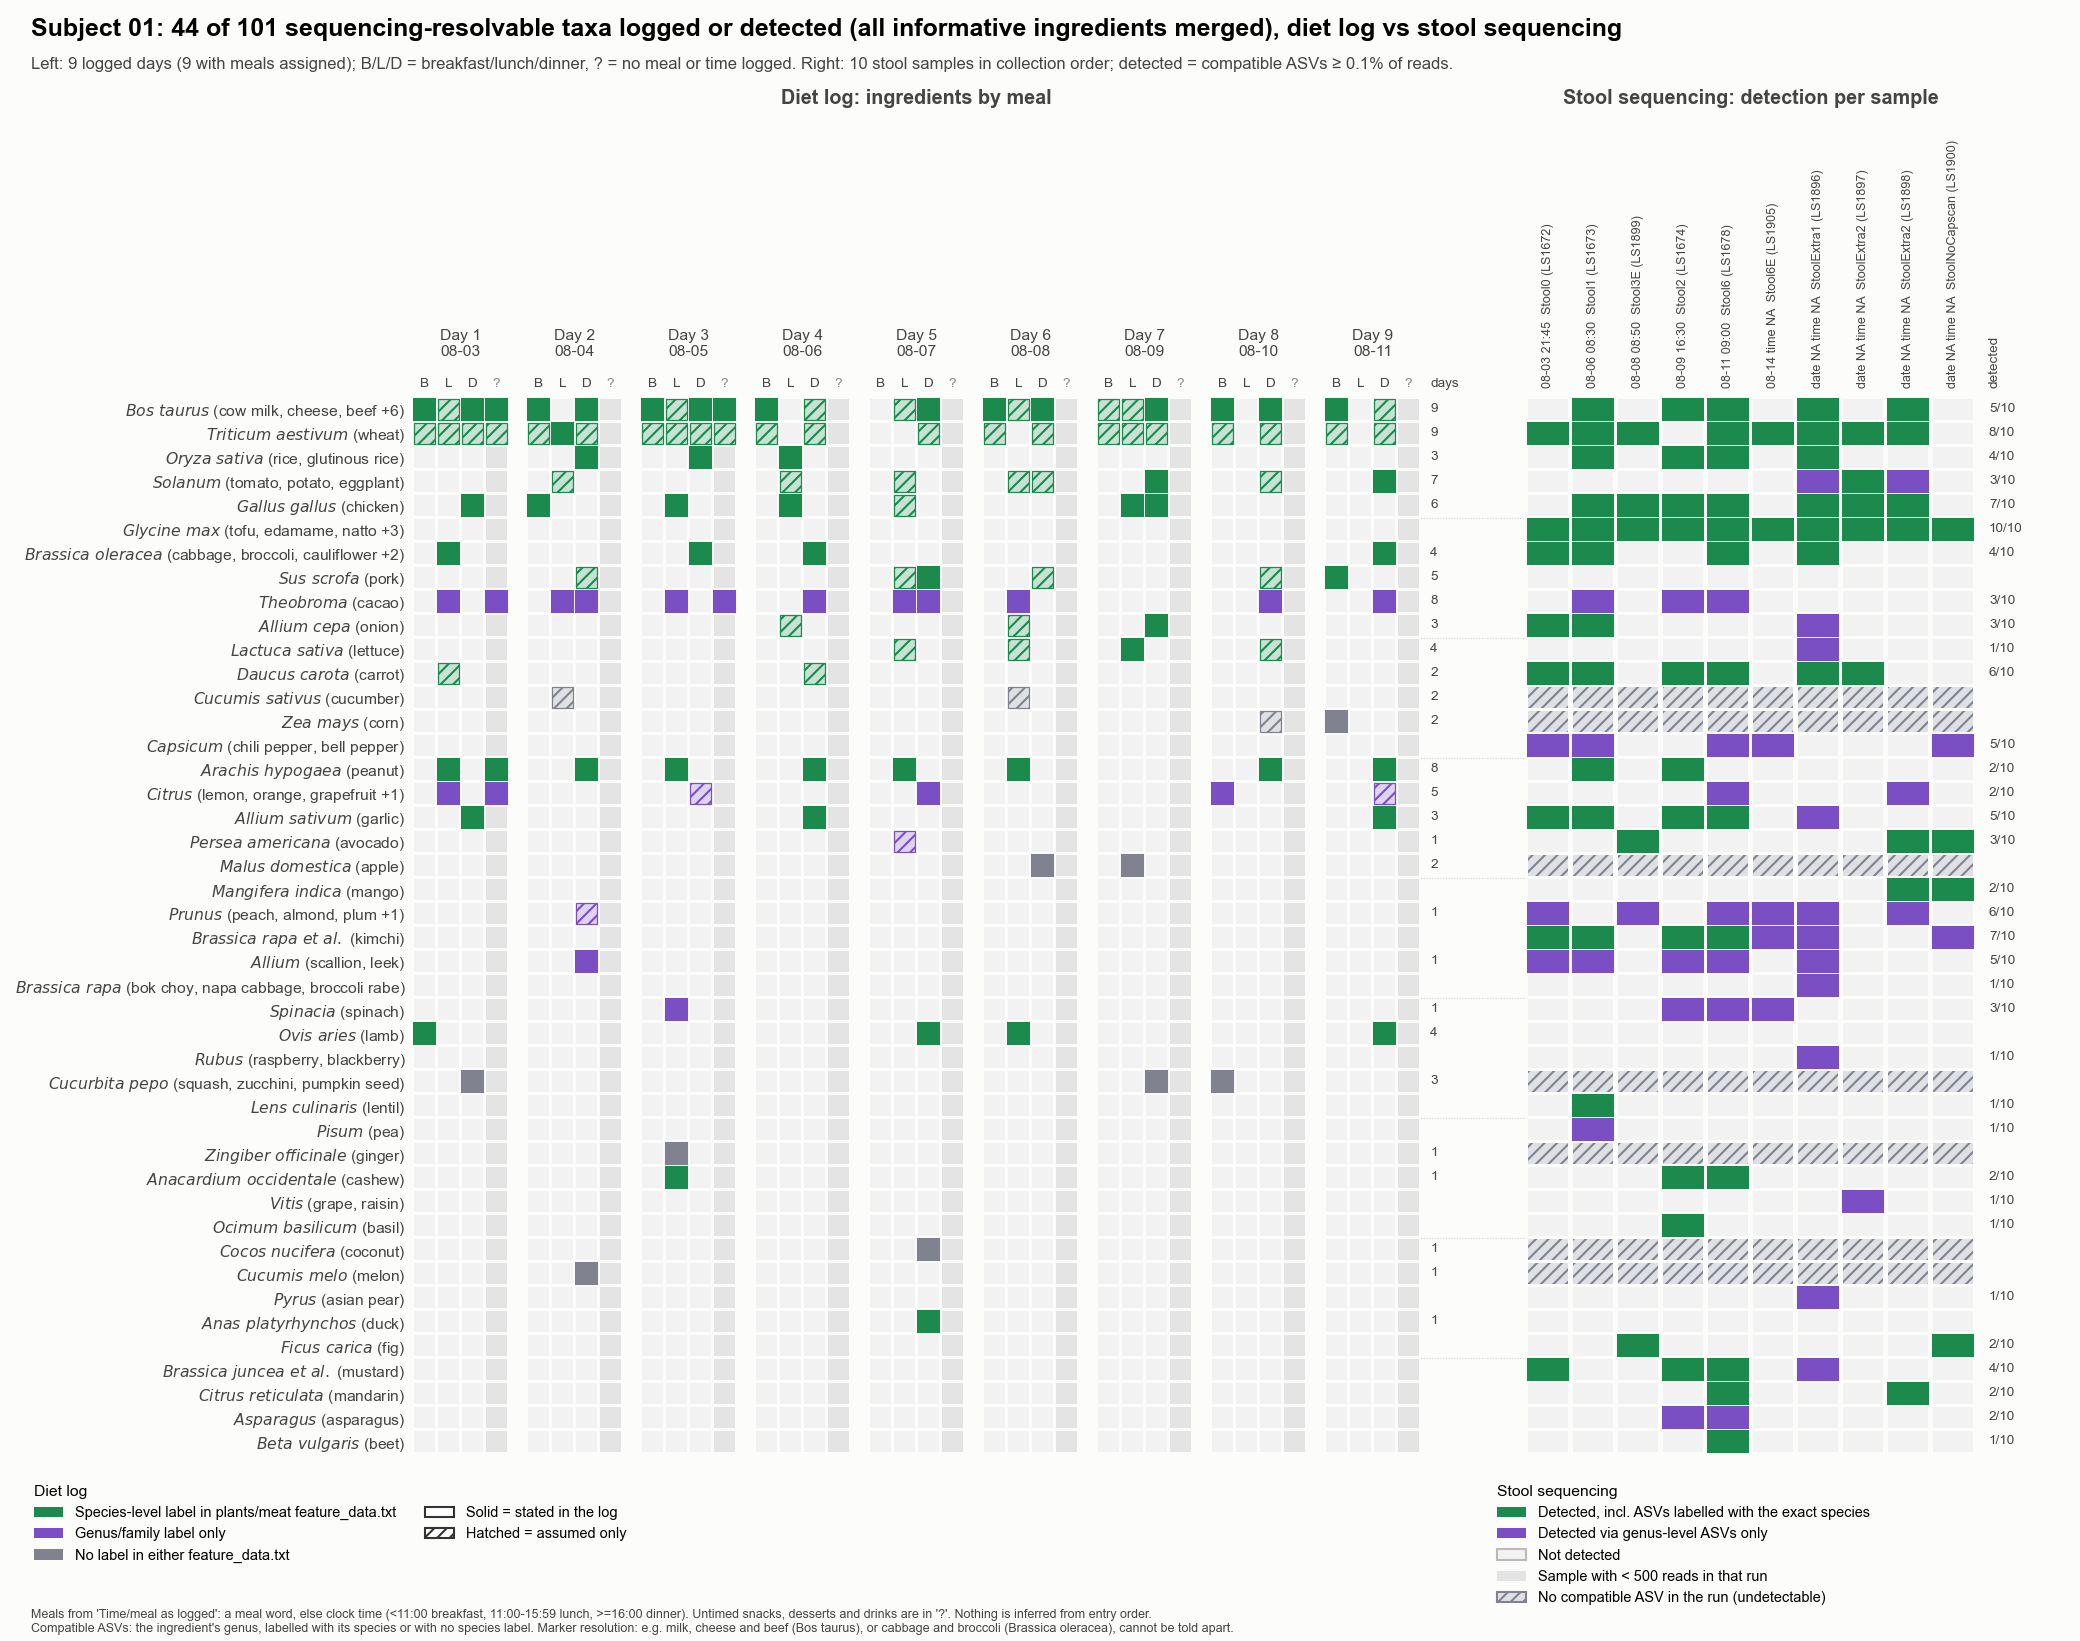 Subject 01: 44 of 101 sequencing-resolvable taxa logged or detected (all informative ingredients merged), diet log vs stool sequencing
Left: 9 logged days (9 with meals assigned); B/L/D = breakfast/lunch/dinner, ? = no meal or time logged. Right: 10 stool samples in collection order; detected = compatible ASVs ≥ 0.1% of reads.
Diet log: ingredients by meal
Stool sequencing: detection per sample
08-03 21:45 Stool0 (LS1672)
08-06 08:30 Stool1 (LS1673)
08-08 08:50 Stool3E (LS1899)
08-09 16:30 Stool2 (LS1674)
08-11 09:00 Stool6 (LS1678)
08-14 time NA Stool6E (LS1905)
date NA time NA StoolExtra1 (LS1896)
date NA time NA StoolExtra2 (LS1897)
date NA time NA StoolExtra2 (LS1898)
date NA time NA StoolNoCapscan (LS1900)
detected
Day 1 Day 2 Day 3 Day 4 Day 5 Day 6 Day 7 Day 8 Day 9
08-03 08-04 08-05 08-06 08-07 08-08 08-09 08-10 08-11
B L D ? B L D ? B L D ? B L D ? B L D ? B L D ? B L D ? B L D ? B L D ? days
Bos taurus (cow milk, cheese, beef +6) 9 5/10
Triticum aestivum (wheat) 9 8/10
Oryza sativa (rice, glutinous rice) 3 4/10
Solanum (tomato, potato, eggplant) 7 3/10
Gallus gallus (chicken) 6 7/10
Glycine max (tofu, edamame, natto +3) 10/10
Brassica oleracea (cabbage, broccoli, cauliflower +2) 4 4/10
Sus scrofa (pork) 5
Theobroma (cacao) 8 3/10
Allium cepa (onion) 3 3/10
Lactuca sativa (lettuce) 4 1/10
Daucus carota (carrot) 2 6/10
Cucumis sativus (cucumber) 2
Zea mays (corn) 2
Capsicum (chili pepper, bell pepper) 5/10
Arachis hypogaea (peanut) 8 2/10
Citrus (lemon, orange, grapefruit +1) 5 2/10
Allium sativum (garlic) 3 5/10
Persea americana (avocado) 1 3/10
Malus domestica (apple) 2
Mangifera indica (mango) 2/10
Prunus (peach, almond, plum +1) 1 6/10
Brassica rapa et al. (kimchi) 7/10
Allium (scallion, leek) 1 5/10
Brassica rapa (bok choy, napa cabbage, broccoli rabe) 1/10
Spinacia (spinach) 1 3/10
Ovis aries (lamb) 4
Rubus (raspberry, blackberry) 1/10
Cucurbita pepo (squash, zucchini, pumpkin seed) 3
Lens culinaris (lentil) 1/10
Pisum (pea) 1/10
Zingiber officinale (ginger) 1
Anacardium occidentale (cashew) 1 2/10
Vitis (grape, raisin) 1/10
Ocimum basilicum (basil) 1/10
Cocos nucifera (coconut) 1
Cucumis melo (melon) 1
Pyrus (asian pear) 1/10
Anas platyrhynchos (duck) 1
Ficus carica (fig) 2/10
Brassica juncea et al. (mustard) 4/10
Citrus reticulata (mandarin) 2/10
Asparagus (asparagus) 2/10
Beta vulgaris (beet) 1/10
Diet log
Species-level label in plants/meat feature_data.txt
Genus/family label only
No label in either feature_data.txt
Solid = stated in the log
Hatched = assumed only
Stool sequencing
Detected, incl. ASVs labelled with the exact species
Detected via genus-level ASVs only
Not detected
Sample with < 500 reads in that run
No compatible ASV in the run (undetectable)
Meals from 'Time/meal as logged': a meal word, else clock time (<11:00 breakfast, 11:00-15:59 lunch, >=16:00 dinner). Untimed snacks, desserts and drinks are in '?'. Nothing is inferred from entry order.
Compatible ASVs: the ingredient's genus, labelled with its species or with no species label. Marker resolution: e.g. milk, cheese and beef (Bos taurus), or cabbage and broccoli (Brassica oleracea), cannot be told apart.